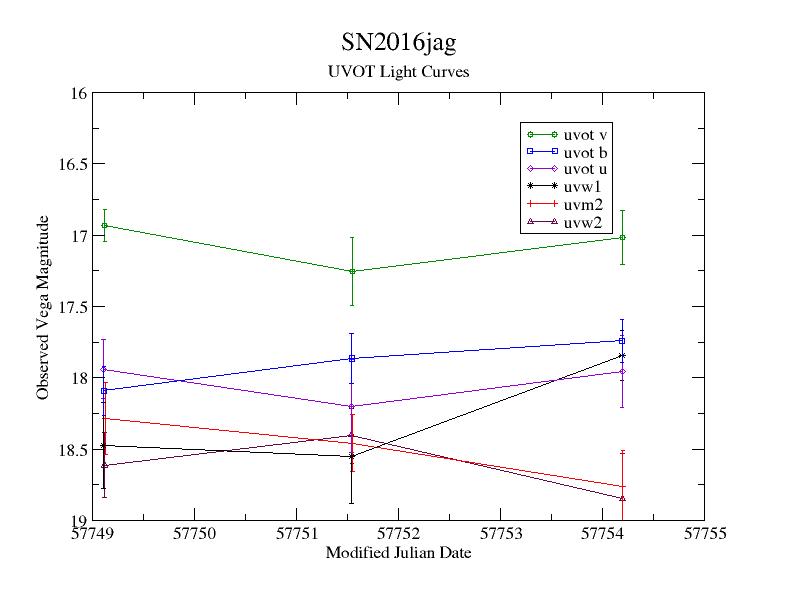 SN2016jag
UVOT Light Curves
16
16.5
17
17.5
18
18.5
19
Observed Vega Magnitude
uvot v
uvot b
uvot u
uvw1
uvm2
uvw2
57749 57750 57751 57752 57753 57754 57755
Modified Julian Date